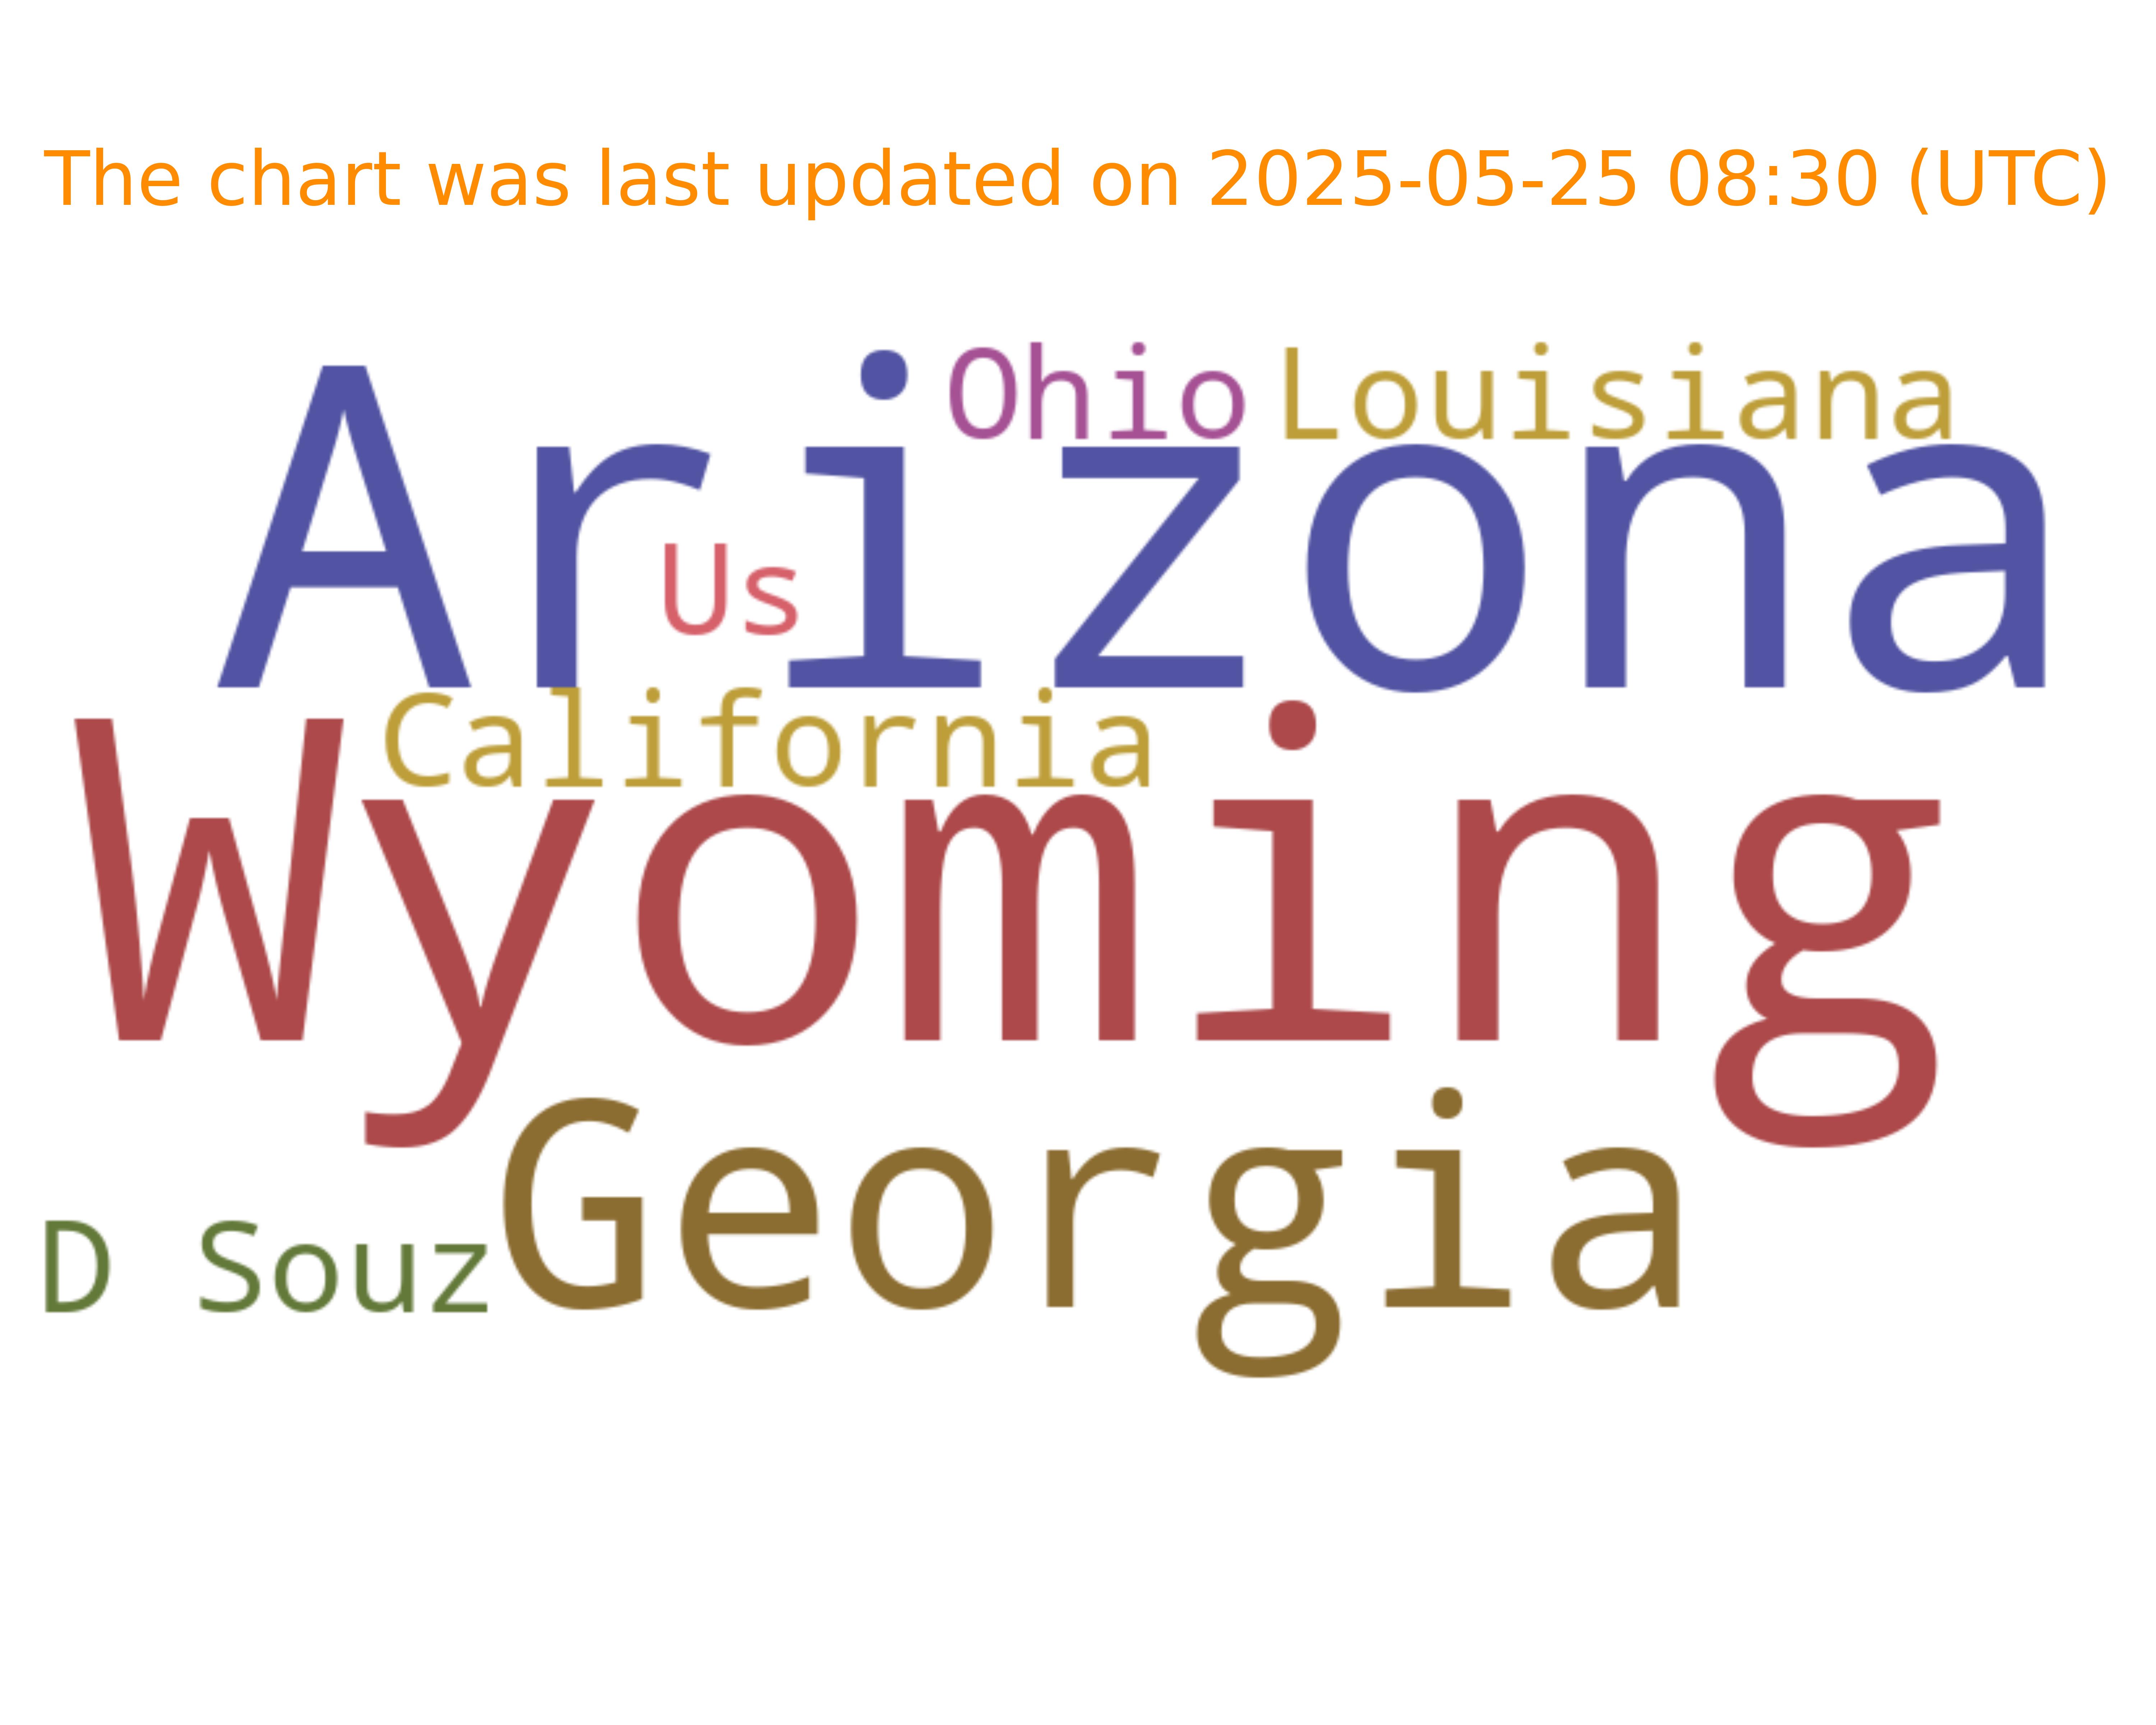 The chart was last updated on 2025-05-25 08:30 (UTC)
Ohio Louisiana
Arizona
Us
California
Wyoming
Georgia
D Souz